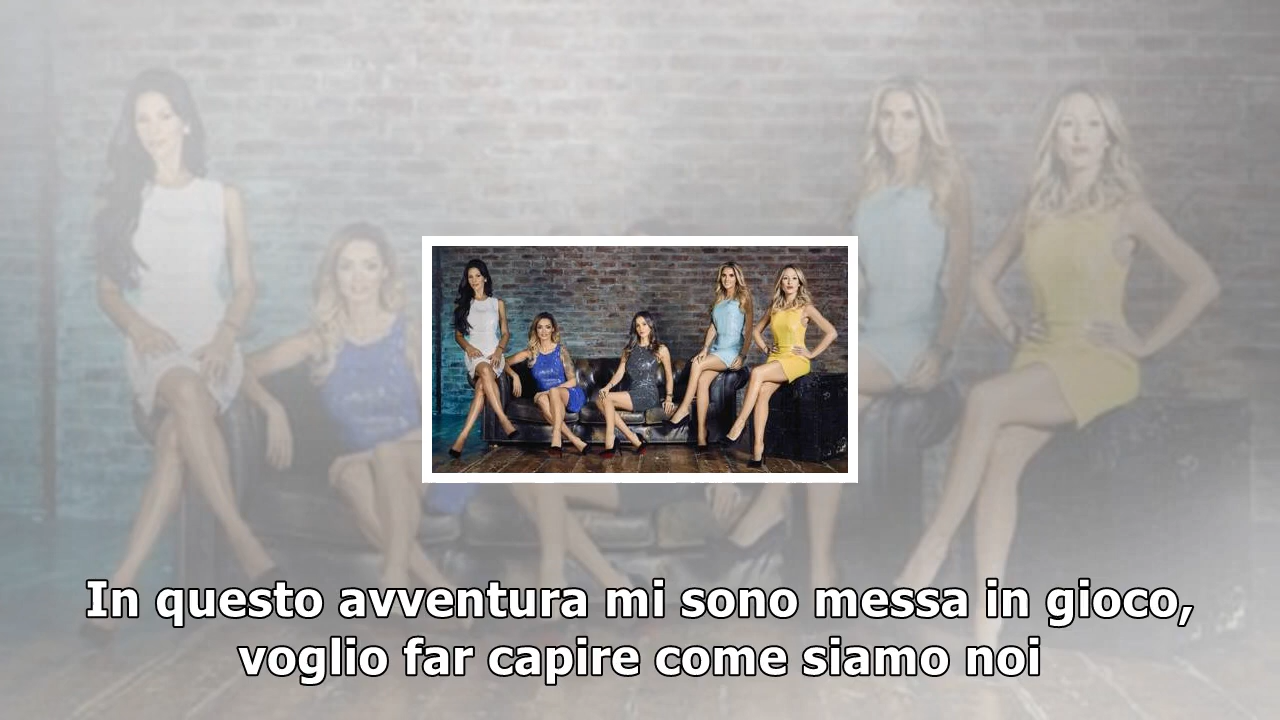 In questo avventura mi sono messa in gioco,
voglio far capire come siamo noi